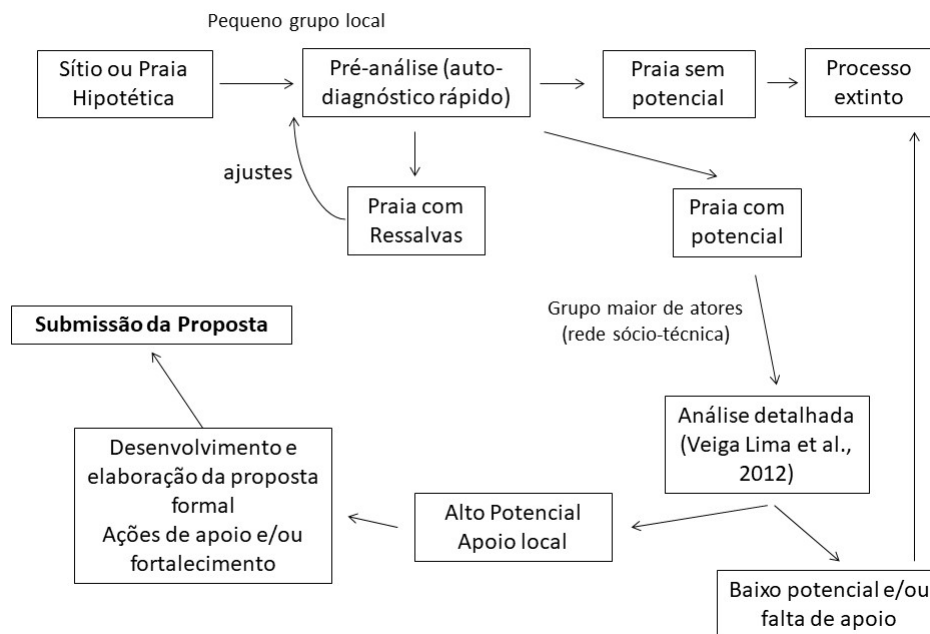 Pequeno grupo local
Sítio ou Praia
Hipotética
Pré-análise (auto-
diagnóstico rápido)
Praia sem
potencial
Processo
extinto
ajustes
Praia com
Ressalvas
Praia com
potencial
Grupo maior de atores
(rede sócio-técnica)
Submissão da Proposta
Análise detalhada
(Veiga Lima et al.,
2012)
Desenvolvimento e
elaboração da proposta
formal
Ações de apoio e/ou
fortalecimento
Alto Potencial
Apoio local
Baixo potencial e/ou
falta de apoio